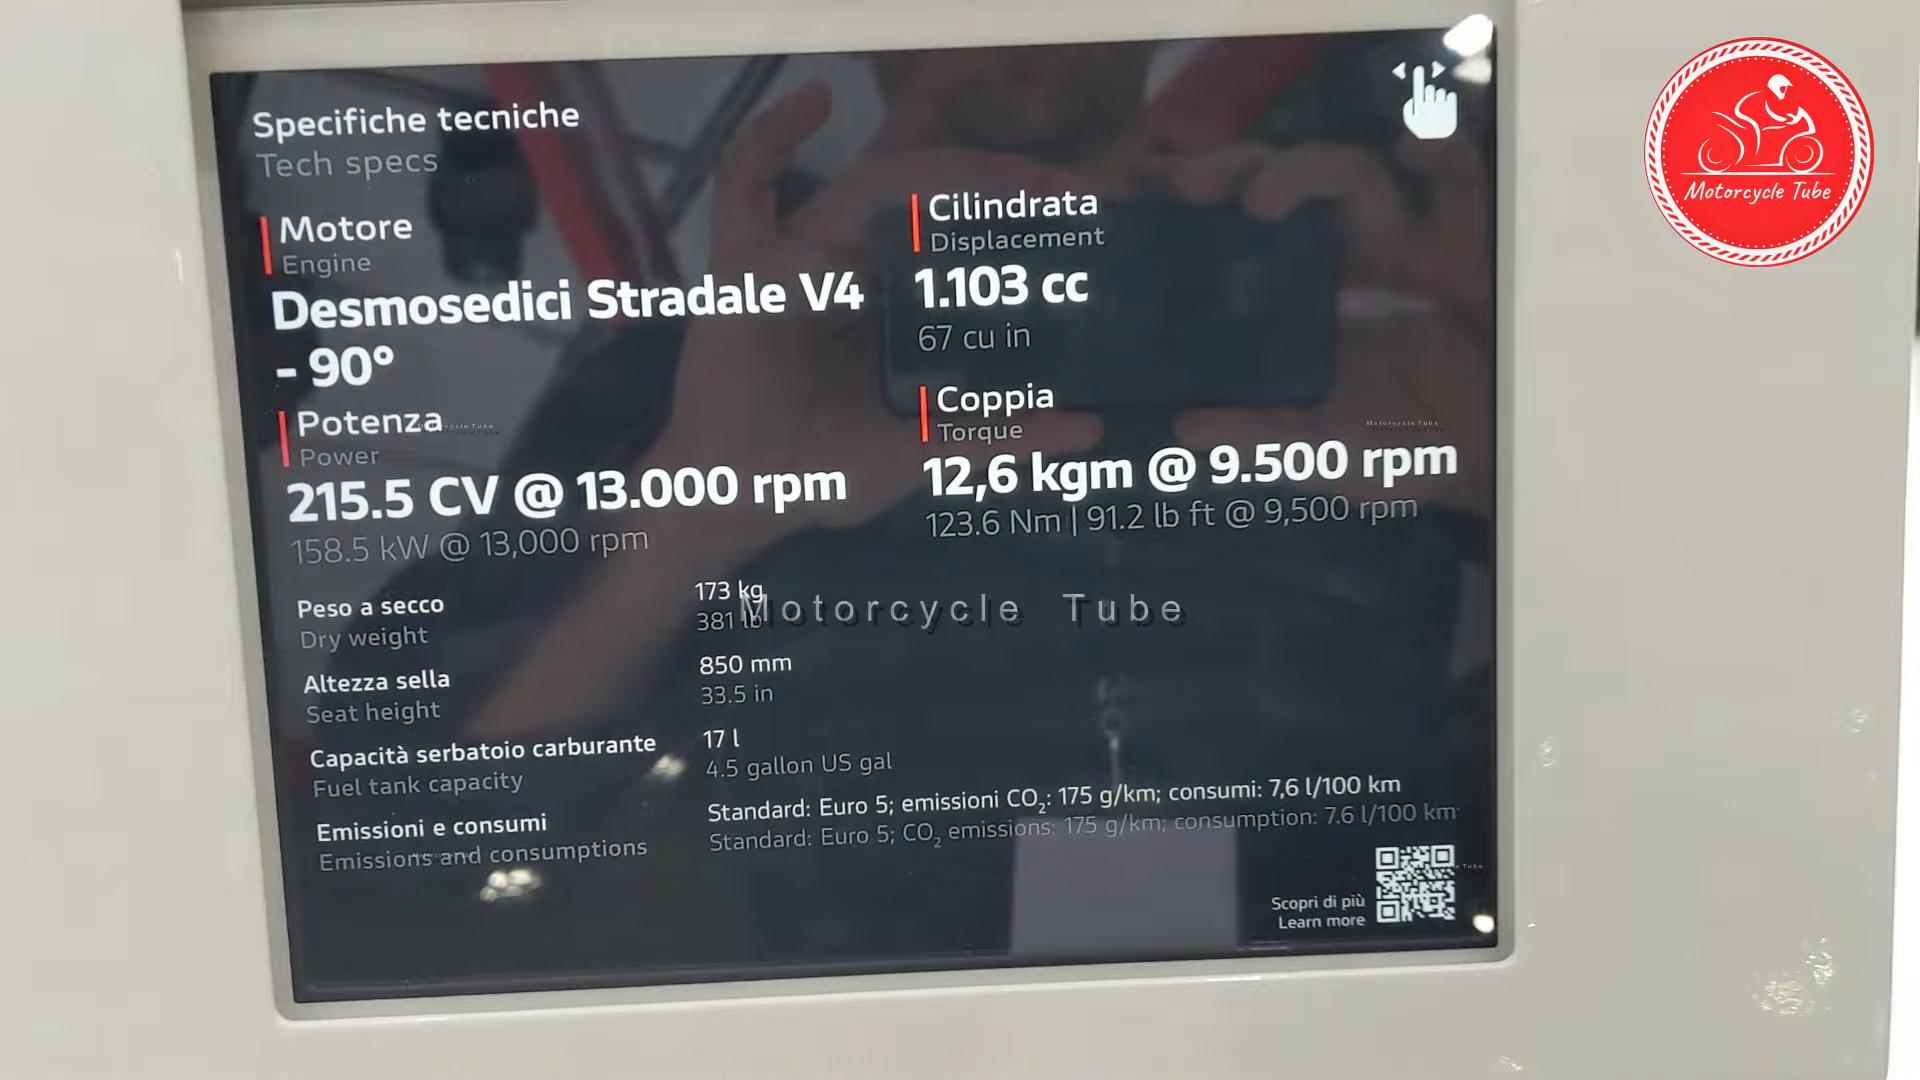 Specifiche tecniche
Tech specs
Motore
Engine
Desmosedici Stradale V4
- 90°
Cilindrata
Displacement
1.103 cc
67 cu in
Potenza
Power
215.5 CV @ 13.000 rpm
158.5 kW @ 13,000 rpm
Coppia
Torque
12,6 kgm @ 9.500 rpm
123.6 Nm | 91.2 lb ft @ 9,500 rpm
Peso a secco
Dry weight
173 kg
381 lb
Altezza sella
Seat height
850 mm
33.5 in
Capacità serbatoio carburante
Fuel tank capacity
17 l
4.5 gallon US gal
Emissioni e consumi
Emissions and consumptions
Standard: Euro 5; emissioni CO₂: 175 g/km; consumi: 7,6 l/100 km
Standard: Euro 5; CO₂ emissions: 175 g/km; consumption: 7.6 l/100 km
Scopri di più
Learn more
Motorcycle Tube
Motorcycle Tube
Motorcycle Tube
Motorcycle Tube